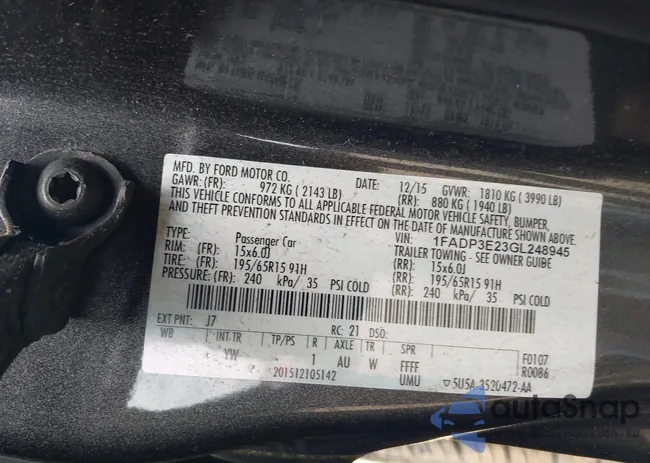 MFD. BY FORD MOTOR CO.
DATE: 12/15 GVWR: 1810 KG ( 3990 LB)
GAWR: (FR): 972 KG ( 2143 LB) (RR): 880 KG ( 1940 LB)
THIS VEHICLE CONFORMS TO ALL APPLICABLE FEDERAL MOTOR VEHICLE SAFETY, BUMPER,
AND THEFT PREVENTION STANDARDS IN EFFECT ON THE DATE OF MANUFACTURE SHOWN ABOVE.
VIN: 1FADP3E23GL248945
TYPE: Passenger Car TRAILER TOWING - SEE OWNER GUIDE
RIM: (FR): 15x6.0J (RR): 15x6.0J
TIRE: (FR): 195/65R15 91H (RR): 195/65R15 91H
PRESSURE: (FR): 240 kPa/ 35 PSI COLD (RR): 240 kPa/ 35 PSI COLD
EXT PNT: J7 RC: 21 DSO:
WB INT TR TP/PS R AXLE TR SPR F0107
YW 1 AU W FFFF R0086
201512105142 UMU ▽5U5A-3520472-AA
autoSnap